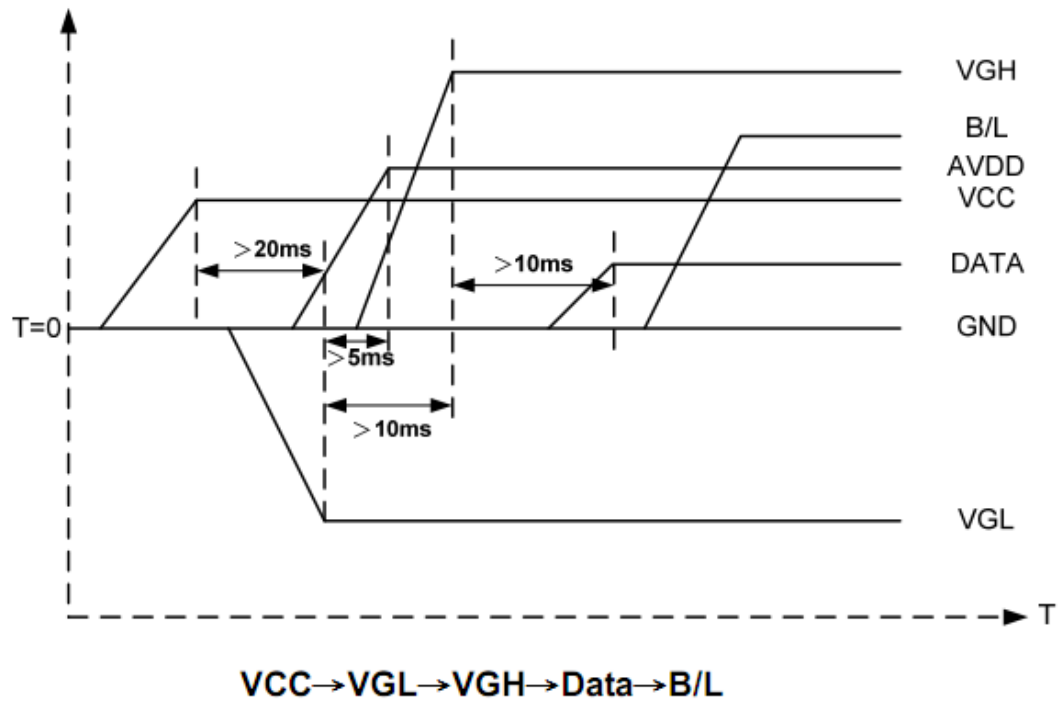 VGH
B/L
AVDD
VCC
>20ms
>10ms
DATA
T=0
GND
>5ms
>10ms
VGL
T
VCC→VGL→VGH→Data→B/L